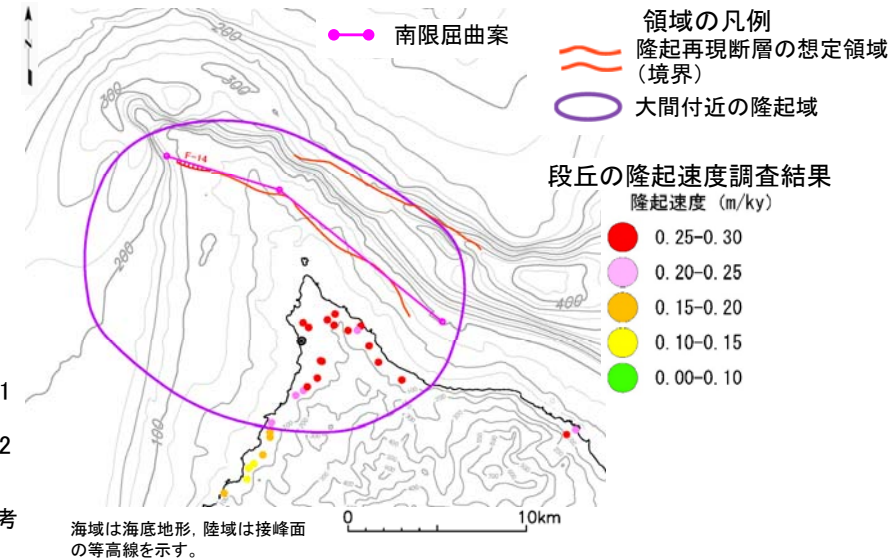 南限屈曲案
領域の凡例
隆起再現断層の想定領域
（境界）
大間付近の隆起域
段丘の隆起速度調査結果
隆起速度 (m/ky)
0.25-0.30
0.20-0.25
0.15-0.20
0.10-0.15
0.00-0.10
N
200
300
300
F-14
200
400
100
1
2
考
海域は海底地形，陸域は接峰面
の等高線を示す。
0 10km